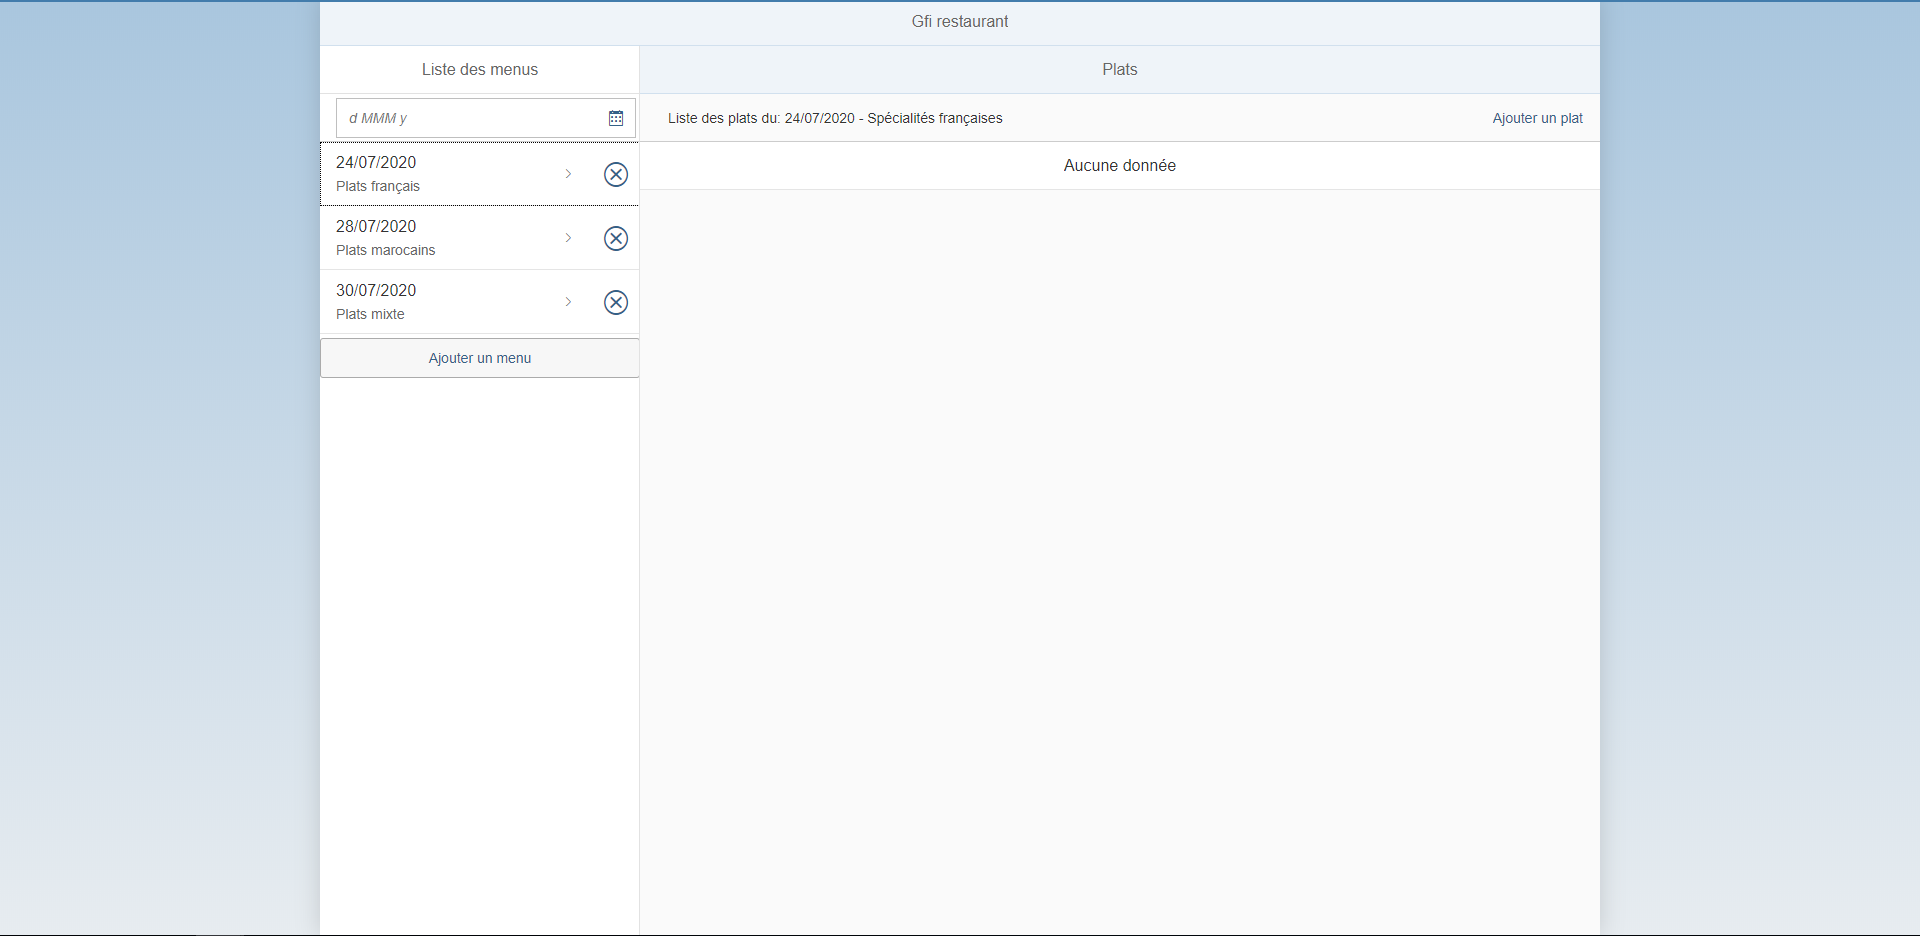 Gfi restaurant
Liste des menus
Plats
d MMM y
Liste des plats du: 24/07/2020 - Spécialités françaises
Ajouter un plat
24/07/2020
Plats français
Aucune donnée
28/07/2020
Plats marocains
30/07/2020
Plats mixte
Ajouter un menu